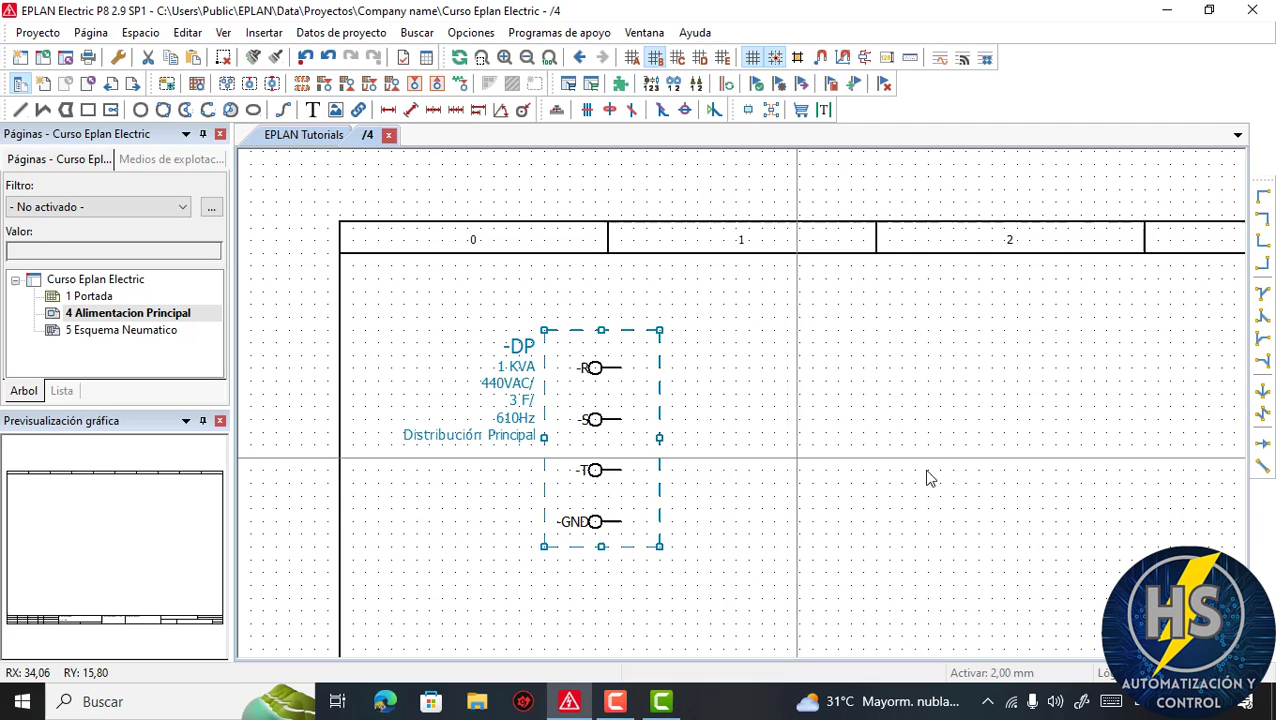 EPLAN Electric P8 2.9 SP1 - C:\Users\Public\EPLAN\Data\Proyectos\Company name\Curso Eplan Electric - /4
Proyecto Página Espacio Editar Ver Insertar Datos de proyecto Buscar Opciones Programas de apoyo Ventana Ayuda
Páginas - Curso Eplan Electric
EPLAN Tutorials /4
Páginas - Curso Epl... Medios de explotac...
Filtro:
- No activado - ...
Valor:
Curso Eplan Electric
1 Portada
4 Alimentacion Principal
5 Esquema Neumatico
Arbol Lista
Previsualización gráfica
0 1 2
-DP
1 KVA
440VAC/
3 F/
610Hz
Distribución Principal
-R
-S
-T
-GND
RX: 34,06 RY: 15,80 Activar: 2,00 mm
HS
AUTOMATIZACIÓN Y
CONTROL
Buscar 31°C Mayorm. nubla...